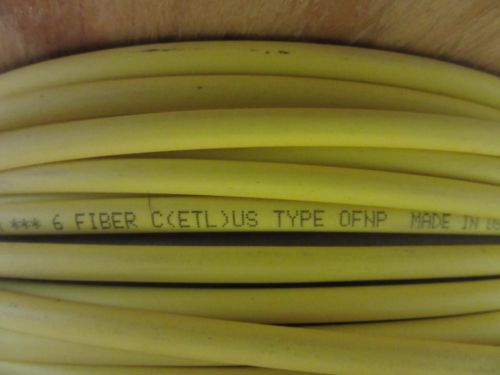 *** 6 FIBER C(ETL)US TYPE OFNP MADE IN